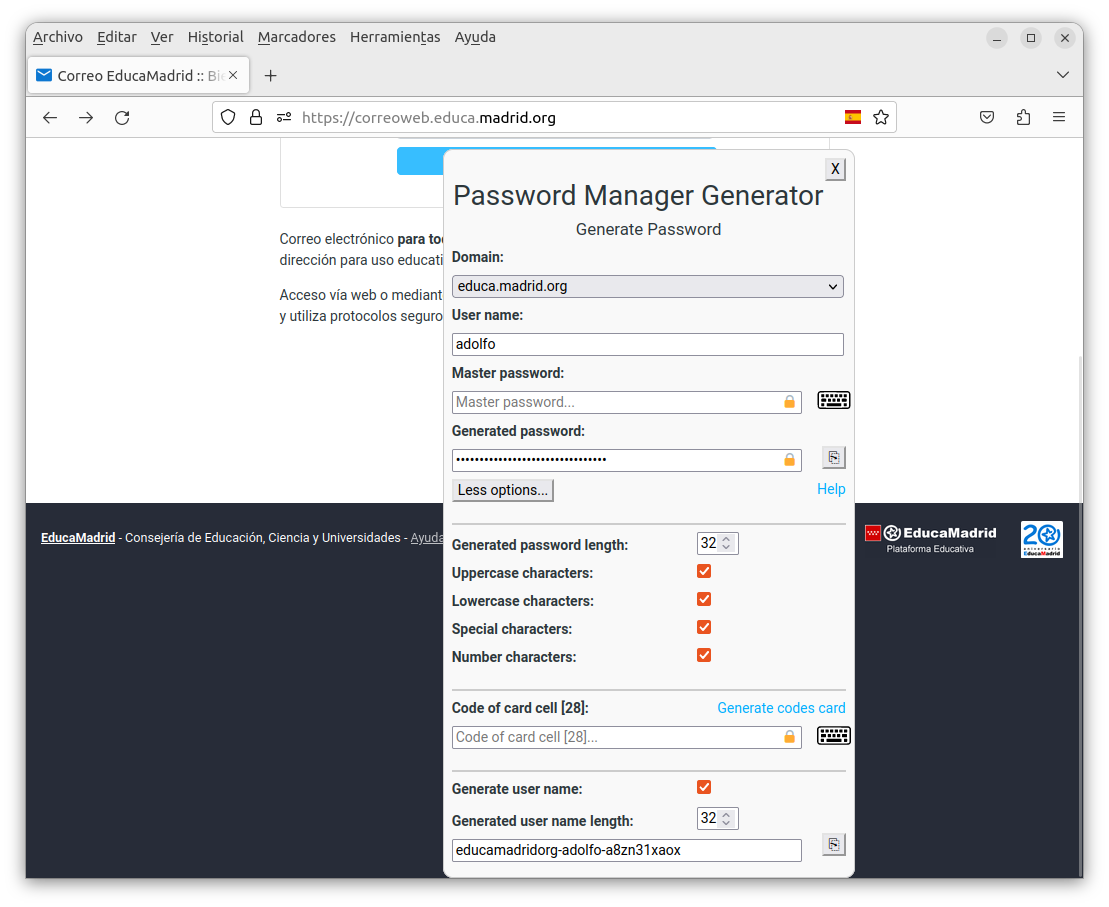 Archivo Editar Ver Historial Marcadores Herramientas Ayuda
Correo EducaMadrid :: Bie
https://correoweb.educa.madrid.org
X
Password Manager Generator
Generate Password
Correo electrónico para to
dirección para uso educati
Acceso vía web o mediant
y utiliza protocolos seguro
Domain:
educa.madrid.org
User name:
adolfo
Master password:
Master password...
Generated password:
••••••••••••••••••••••••••••••••
Less options...
Help
EducaMadrid - Consejería de Educación, Ciencia y Universidades - Ayuda
EducaMadrid
Plataforma Educativa
20
aniversario
EducaMadrid
Generated password length: 32
Uppercase characters:
Lowercase characters:
Special characters:
Number characters:
Code of card cell [28]: Generate codes card
Code of card cell [28]...
Generate user name:
Generated user name length: 32
educamadridorg-adolfo-a8zn31xaox